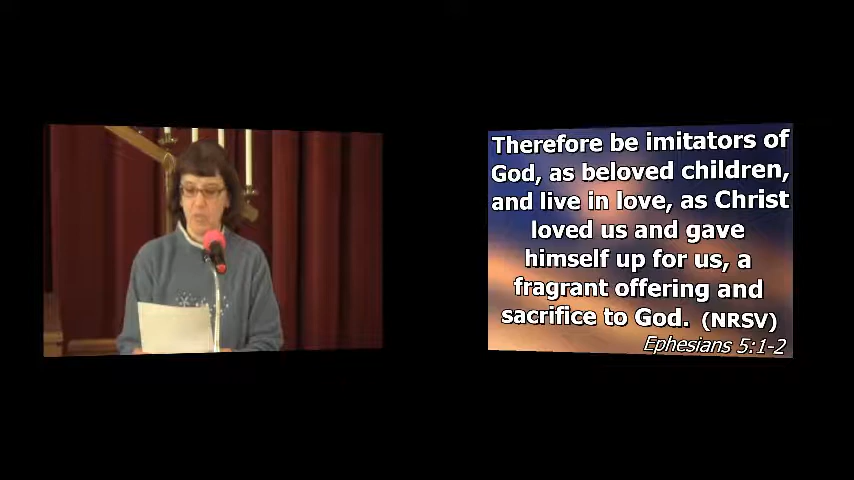 Therefore be imitators of
God, as beloved children,
and live in love, as Christ
loved us and gave
himself up for us, a
fragrant offering and
sacrifice to God. (NRSV)
Ephesians 5:1-2